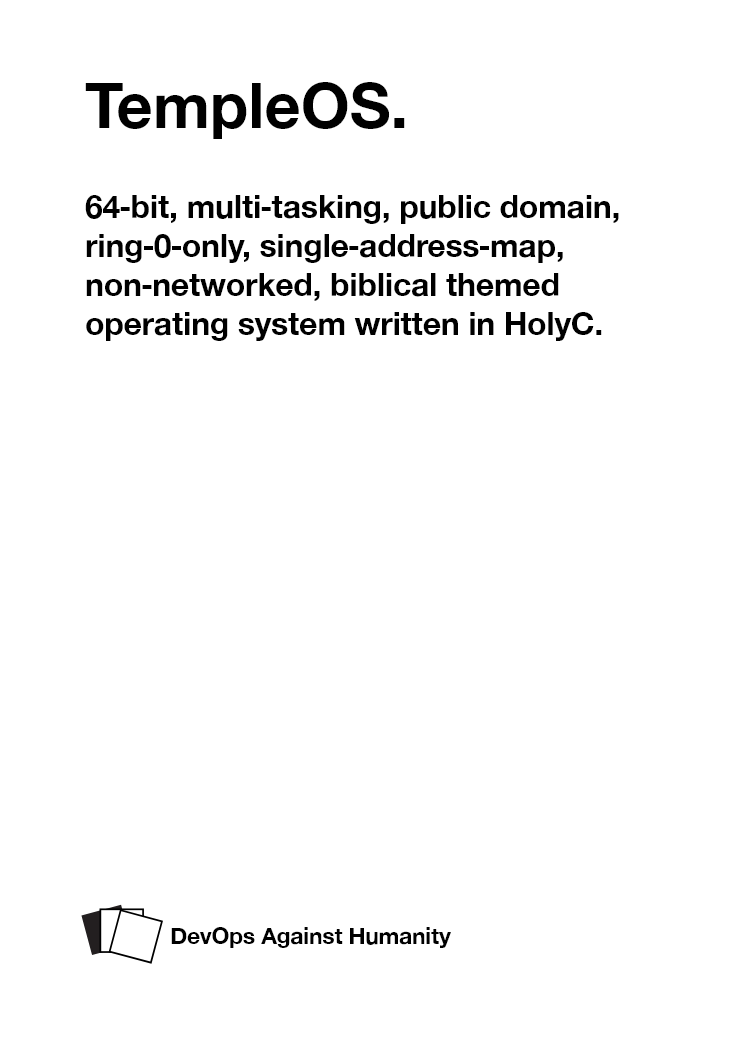 TempleOS.
64-bit, multi-tasking, public domain,
ring-0-only, single-address-map,
non-networked, biblical themed
operating system written in HolyC.
DevOps Against Humanity